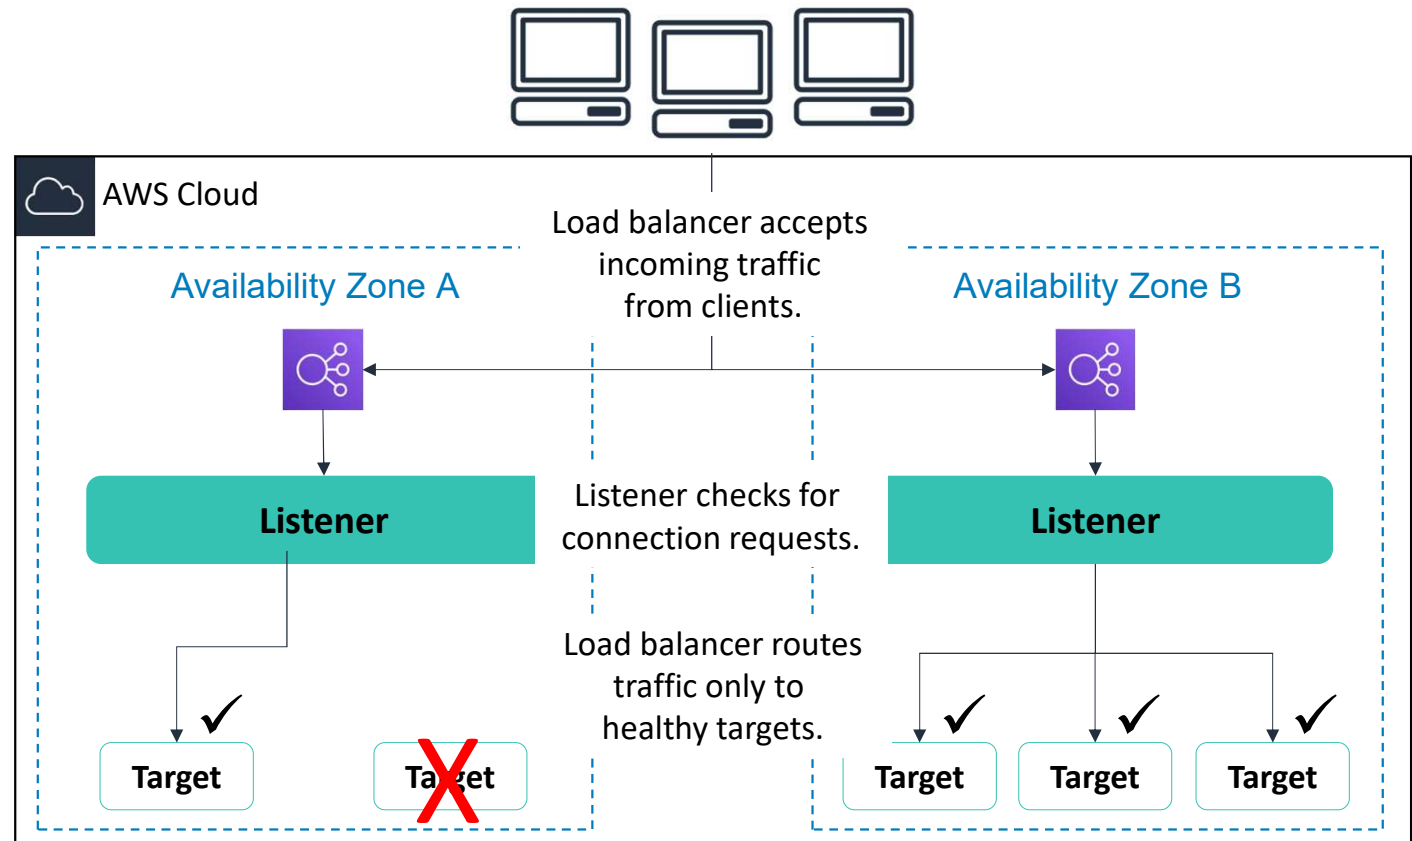 AWS Cloud
Load balancer accepts
incoming traffic
from clients.
Availability Zone A
Availability Zone B
Listener
Listener checks for
connection requests.
Listener
Load balancer routes
traffic only to
healthy targets.
Target
Target
X
Target
Target
Target